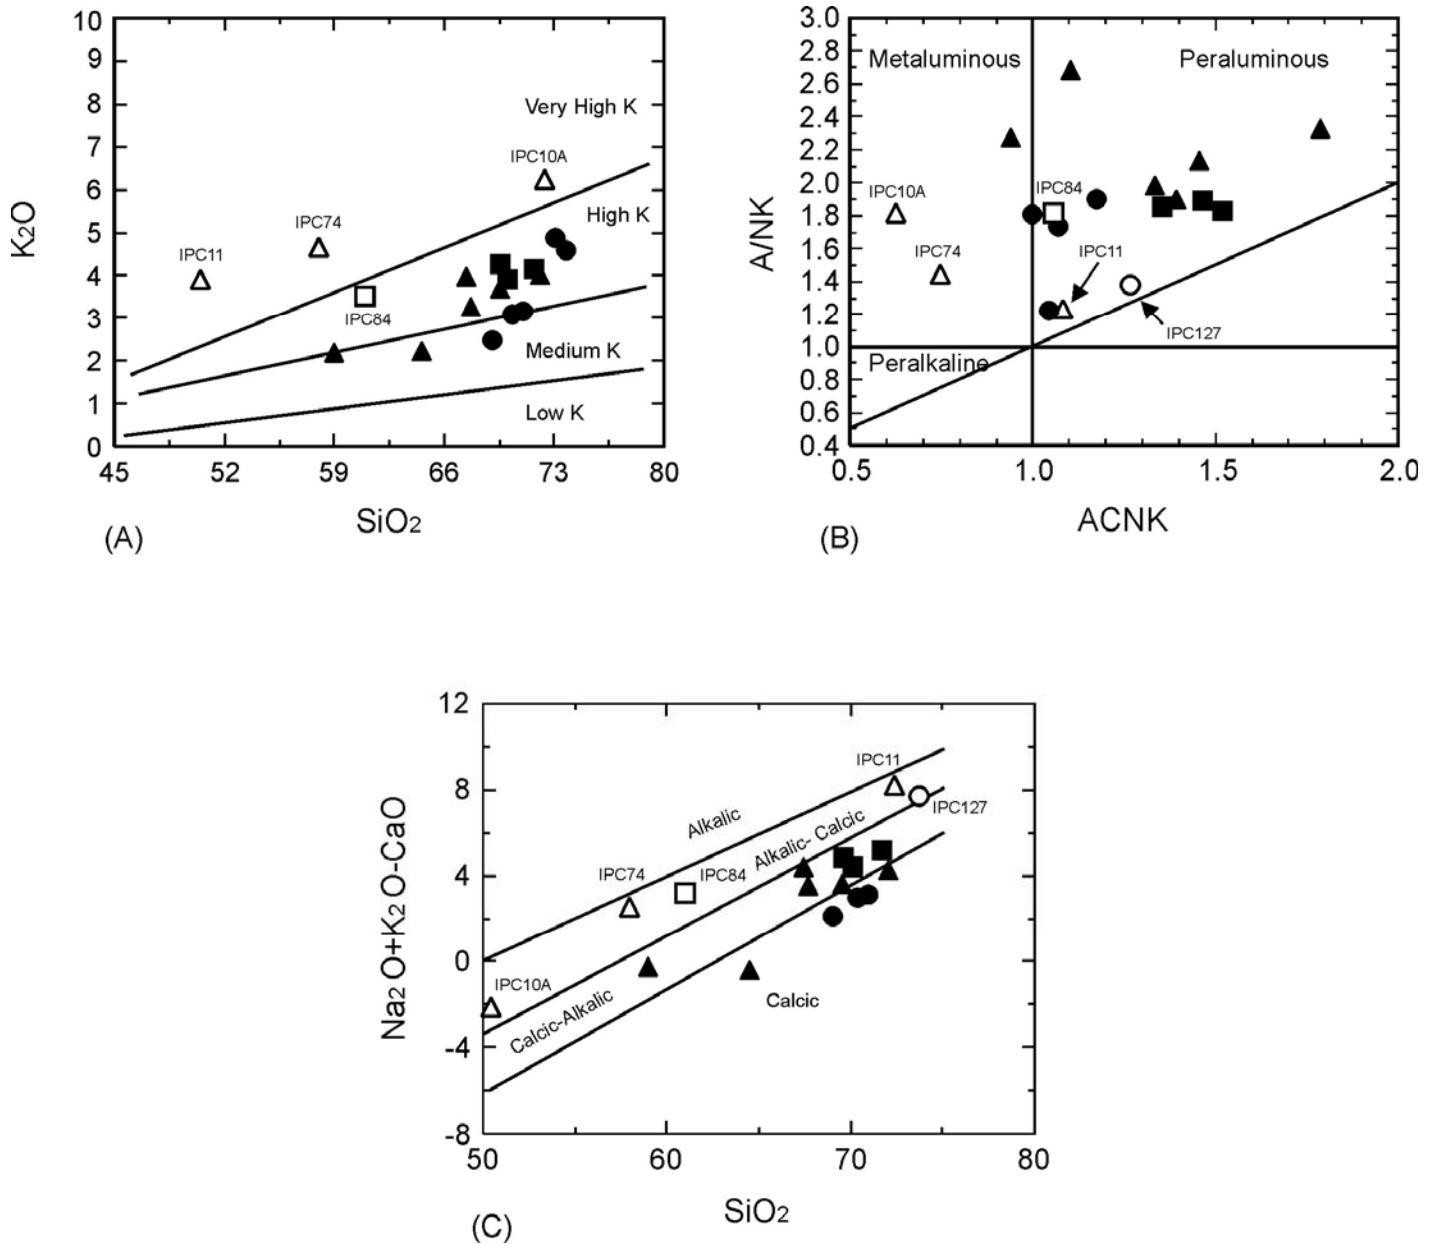 10
9
8
7
6
5
4
3
2
1
0
K2O
Very High K
IPC10A
High K
IPC74
IPC11
IPC84
Medium K
Low K
45 52 59 66 73 80
SiO2
(A)
3.0
2.8
2.6
2.4
2.2
2.0
1.8
1.6
1.4
1.2
1.0
0.8
0.6
0.4
A/NK
Metaluminous Peraluminous
IPC10A IPC84
IPC74 IPC11
IPC127
Peralkaline
0.5 1.0 1.5 2.0
ACNK
(B)
12
8
4
0
-4
-8
Na2 O+K2 O-CaO
IPC11
IPC127
Alkalic
Alkalic- Calcic
IPC74 IPC84
IPC10A
Calcic-Alkalic
Calcic
50 60 70 80
SiO2
(C)